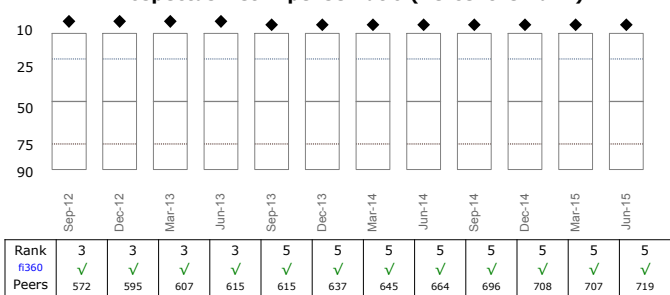 10
25
50
75
90
Sep-12 Dec-12 Mar-13 Jun-13 Sep-13 Dec-13 Mar-14 Jun-14 Sep-14 Dec-14 Mar-15 Jun-15
Rank 3 3 3 3 5 5 5 5 5 5 5 5
fi360 √ √ √ √ √ √ √ √ √ √ √ √
Peers 572 595 607 615 615 637 645 664 696 708 707 719